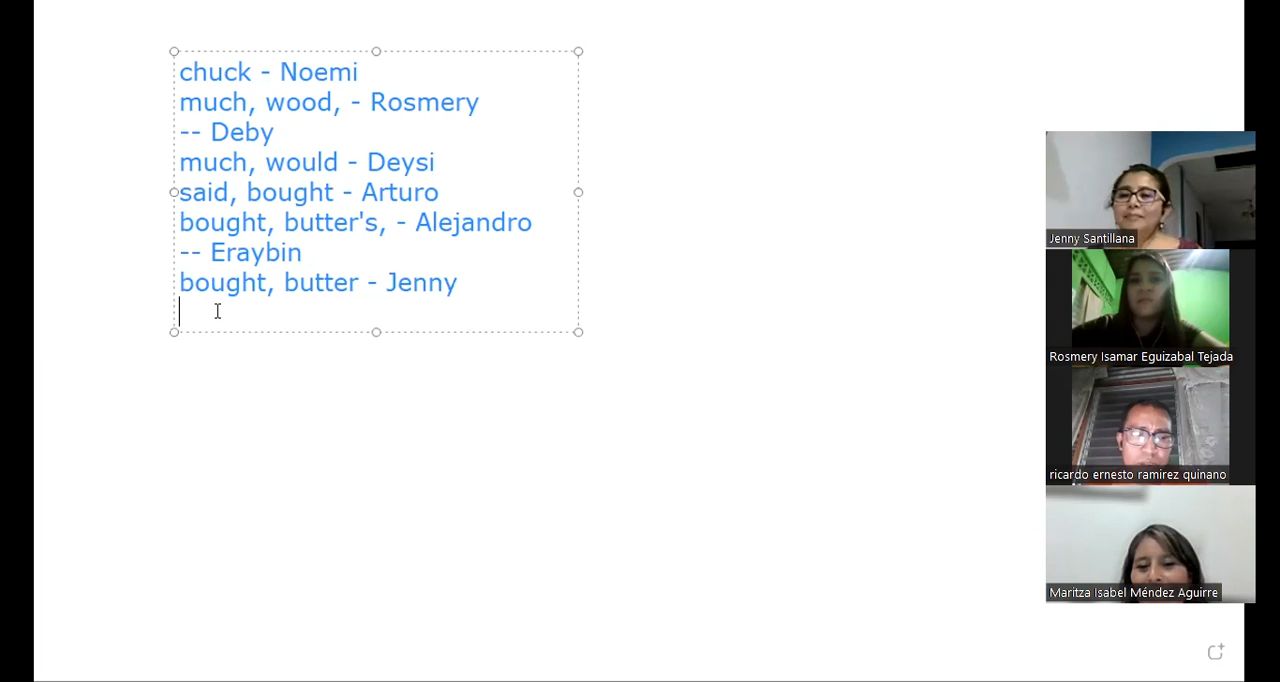 chuck - Noemi
much, wood, - Rosmery
-- Deby
much, would - Deysi
said, bought - Arturo
bought, butter's, - Alejandro
-- Eraybin
bought, butter - Jenny
Jenny Santillana
Rosmery Isamar Eguizabal Tejada
ricardo ernesto ramirez quinano
Maritza Isabel Méndez Aguirre